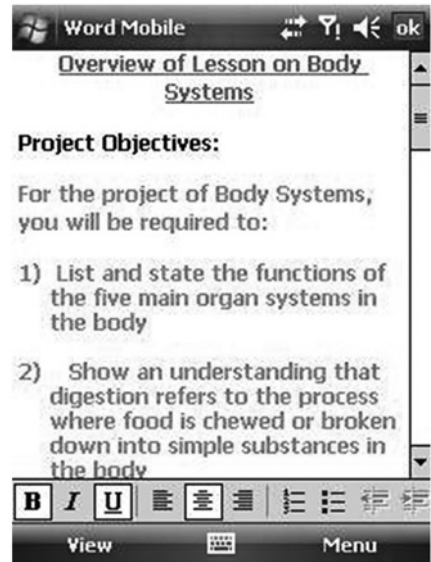 Word Mobile ok
Overview of Lesson on Body
Systems
Project Objectives:
For the project of Body Systems,
you will be required to:
1) List and state the functions of
the five main organ systems in
the body
2) Show an understanding that
digestion refers to the process
where food is chewed or broken
down into simple substances in
the body
B I U
View Menu